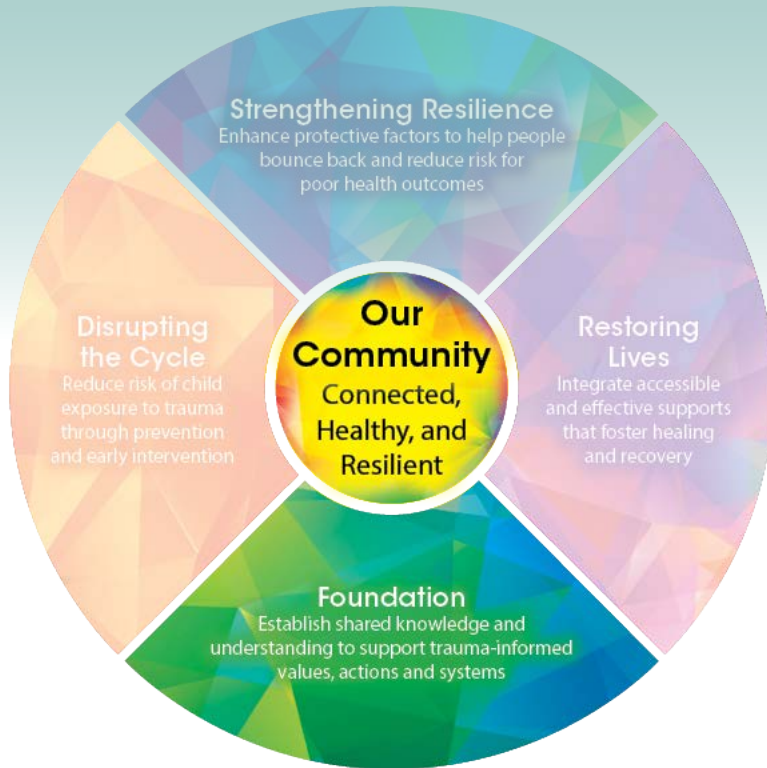 Strengthening Resilience
Enhance protective factors to help people
bounce back and reduce risk for
poor health outcomes
Disrupting
the Cycle
Reduce risk of child
exposure to trauma
through prevention
and early intervention
Our
Community
Connected,
Healthy, and
Resilient
Restoring
Lives
Integrate accessible
and effective supports
that foster healing
and recovery
Foundation
Establish shared knowledge and
understanding to support trauma-informed
values, actions and systems